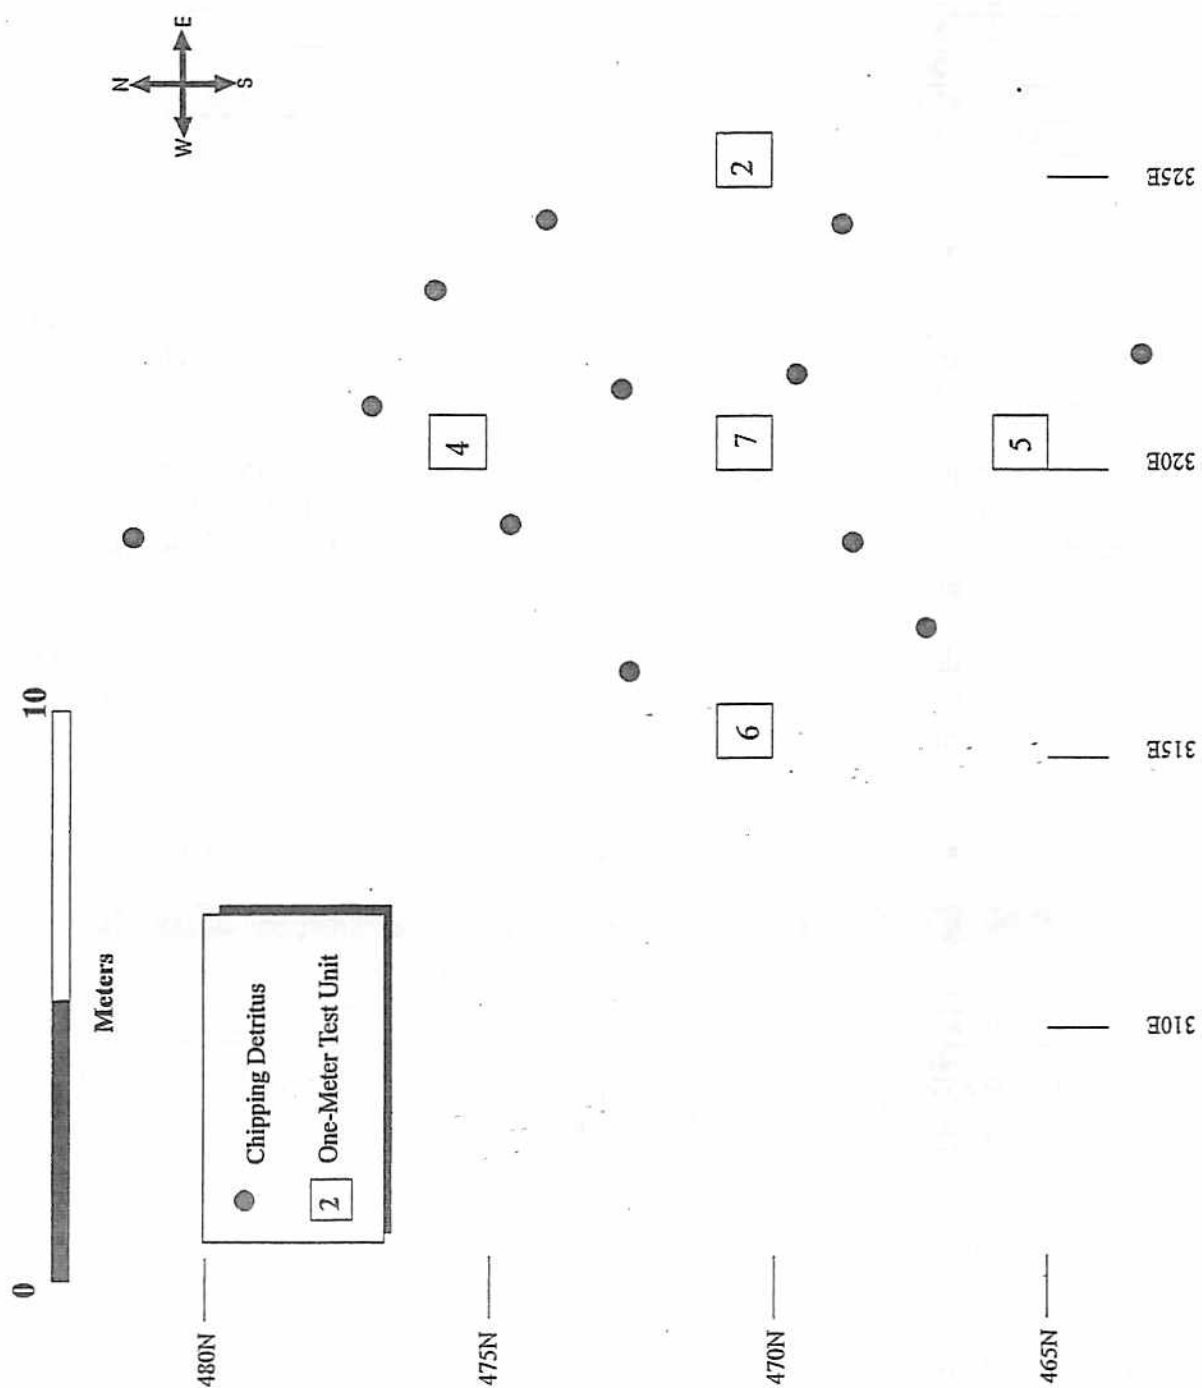 N
E
W
S
0
10
Meters
Chipping Detritus
2
One-Meter Test Unit
480N
475N
470N
465N
310E
315E
320E
325E
4
7
5
6
2